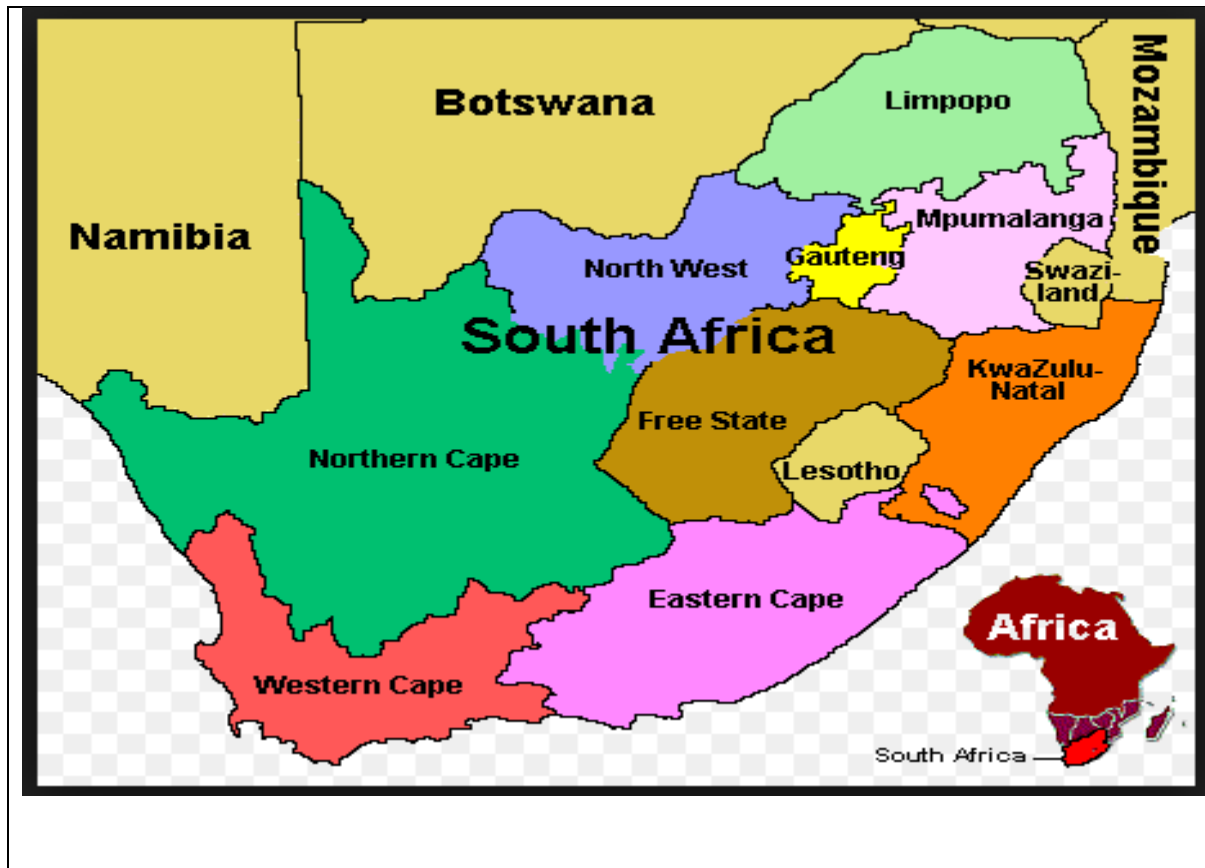 Botswana
Limpopo
Mozambique
Namibia
Mpumalanga
North West
Gauteng
Swazi-
land
South Africa
KwaZulu-
Natal
Free State
Northern Cape
Lesotho
Eastern Cape
Africa
Western Cape
South Africa